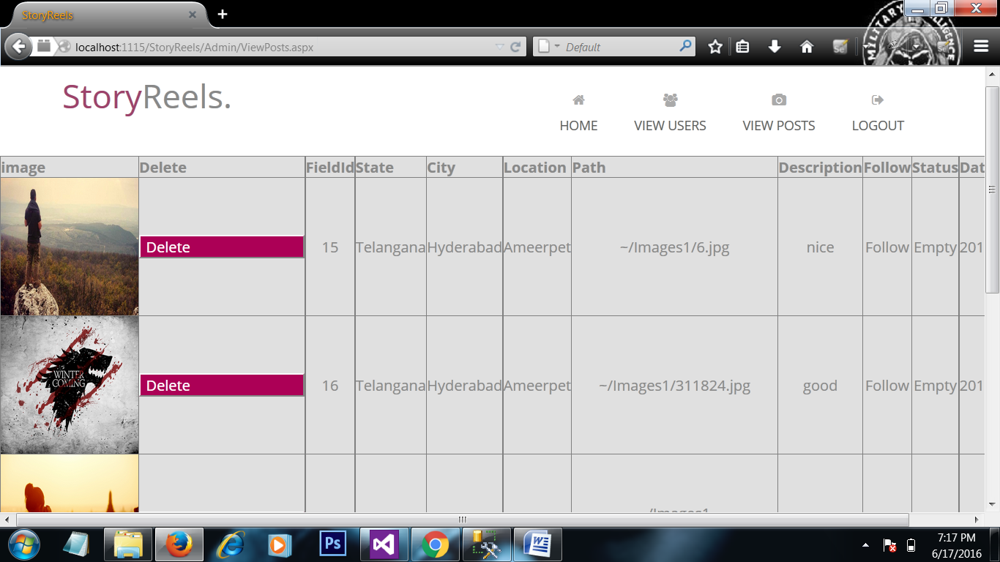 StoryReels
localhost:1115/StoryReels/Admin/ViewPosts.aspx
Default
MILITARY
StoryReels.
HOME VIEW USERS VIEW POSTS LOGOUT
image Delete FieldId State City Location Path Description Follow Status Dat
Delete 15 Telangana Hyderabad Ameerpet ~/Images1/6.jpg nice Follow Empty 201
WINTER
COMING
Delete 16 Telangana Hyderabad Ameerpet ~/Images1/311824.jpg good Follow Empty 201
Ps
7:17 PM
6/17/2016